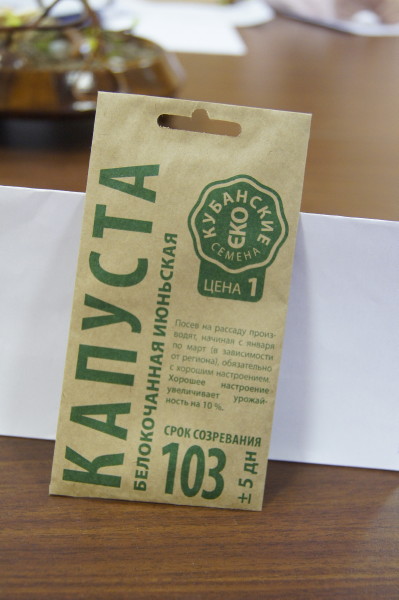 КАПУСТА
БЕЛОКОЧАННАЯ ИЮНЬСКАЯ
КУБАНСКИЕ
ЭКО
СЕМЕНА
ЦЕНА 1
Посев на рассаду произ-
водят, начиная с января
по март (в зависимости
от региона), обязательно
с хорошим настроением.
Хорошее настроение
увеличивает урожай-
ность на 10 %.
СРОК СОЗРЕВАНИЯ
103
± 5 ДН